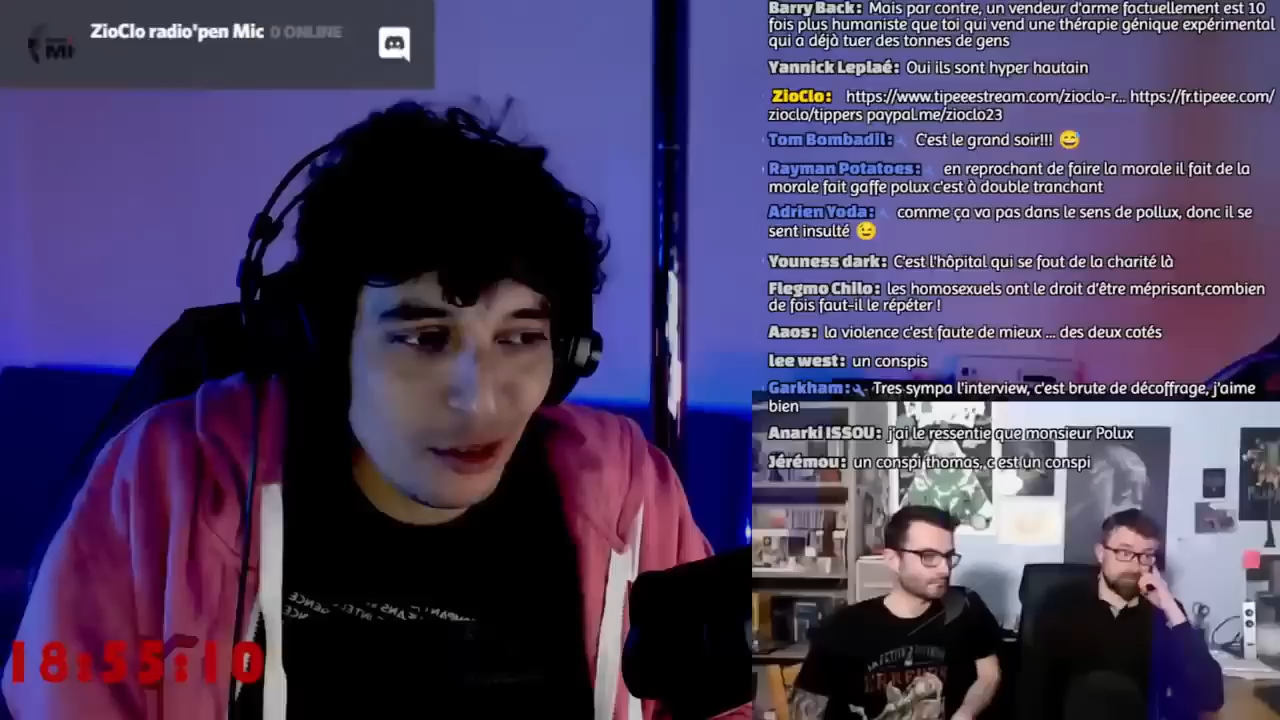 ZioClo radio'pen Mic 0 ONLINE
MI
Barry Back: Mais par contre, un vendeur d'arme factuellement est 10
fois plus humaniste que toi qui vend une thérapie génique expérimental
qui a déjà tuer des tonnes de gens
Yannick Leplaé: Oui ils sont hyper hautain
ZioClo: https://www.tipeeestream.com/zioclo-r... https://fr.tipeee.com/
zioclo/tippers paypal.me/zioclo23
Tom Bombadil: C'est le grand soir!!! 😅
Rayman Potatoes: en reprochant de faire la morale il fait de la
morale fait gaffe polux c'est à double tranchant
Adrien Yoda: comme ça va pas dans le sens de pollux, donc il se
sent insulté 😉
Youness dark: C'est l'hôpital qui se fout de la charité là
Flegmo Chilo: les homosexuels ont le droit d'être méprisant,combien
de fois faut-il le répéter !
Aaos: la violence c'est faute de mieux ... des deux cotés
lee west: un conspis
Garkham: Tres sympa l'interview, c'est brute de décoffrage, j'aime
bien
Anarki ISSOU: j'ai le ressentie que monsieur Polux
Jérémou: un conspi thomas, c est un conspi
18:55:10